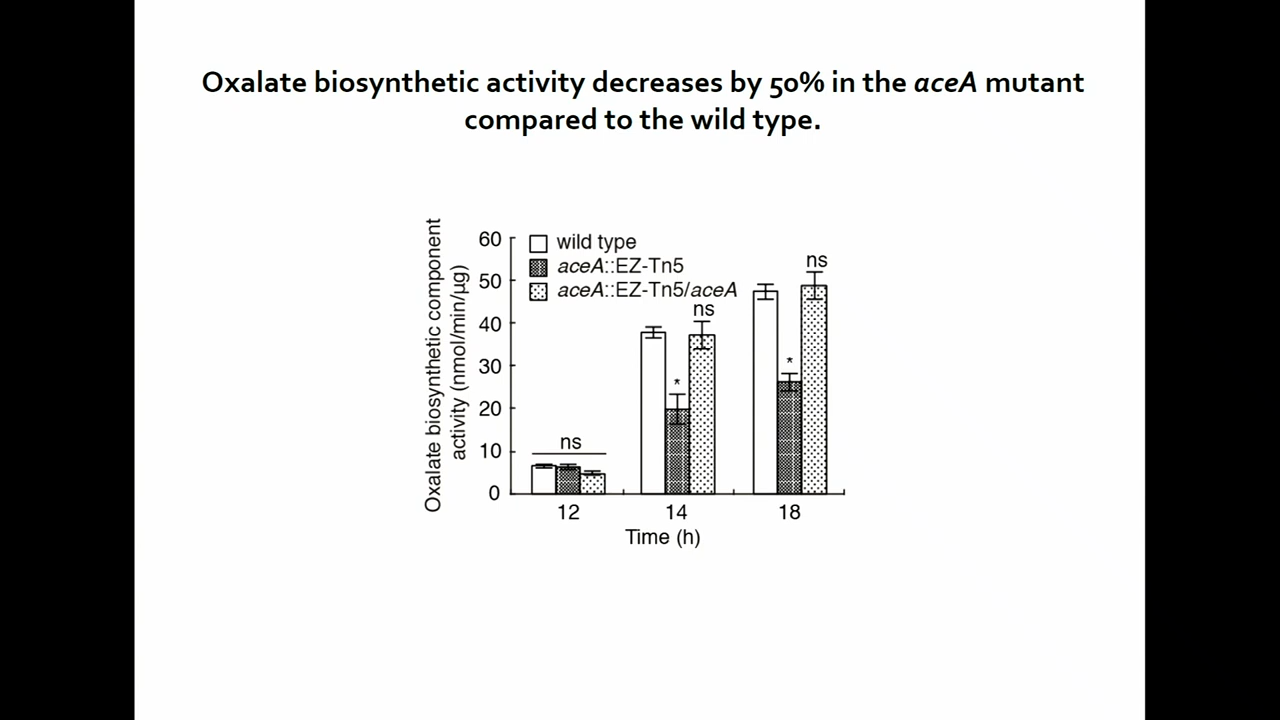 Oxalate biosynthetic activity decreases by 50% in the aceA mutant
compared to the wild type.
Oxalate biosynthetic component
activity (nmol/min/µg)
60
50
40
30
20
10
0
wild type
aceA::EZ-Tn5
aceA::EZ-Tn5/aceA
ns
*
ns
*
ns
12
14
18
Time (h)